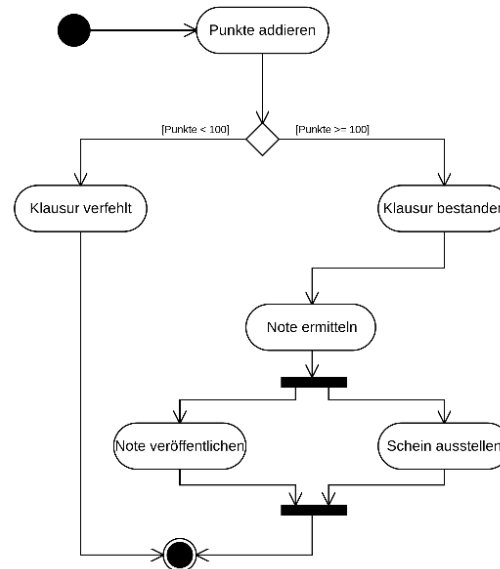 Punkte addieren
[Punkte < 100]
[Punkte >= 100]
Klausur verfehlt
Klausur bestanden
Note ermitteln
Note veröffentlichen
Schein ausstellen